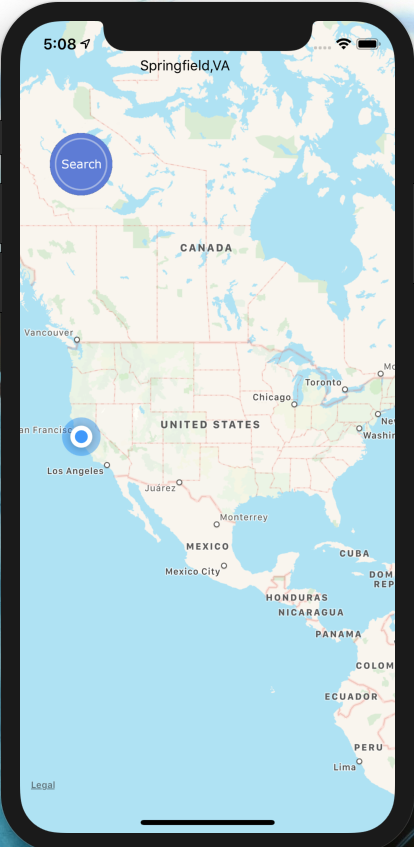 5:08
Springfield,VA
Search
CANADA
Vancouver
Toronto
Chicago
UNITED STATES
an Francisc
Washin
Los Angeles
Juárez
Monterrey
MEXICO
CUBA
Mexico City
DOM
REP
HONDURAS
NICARAGUA
PANAMA
COLOM
ECUADOR
PERU
Lima
Legal